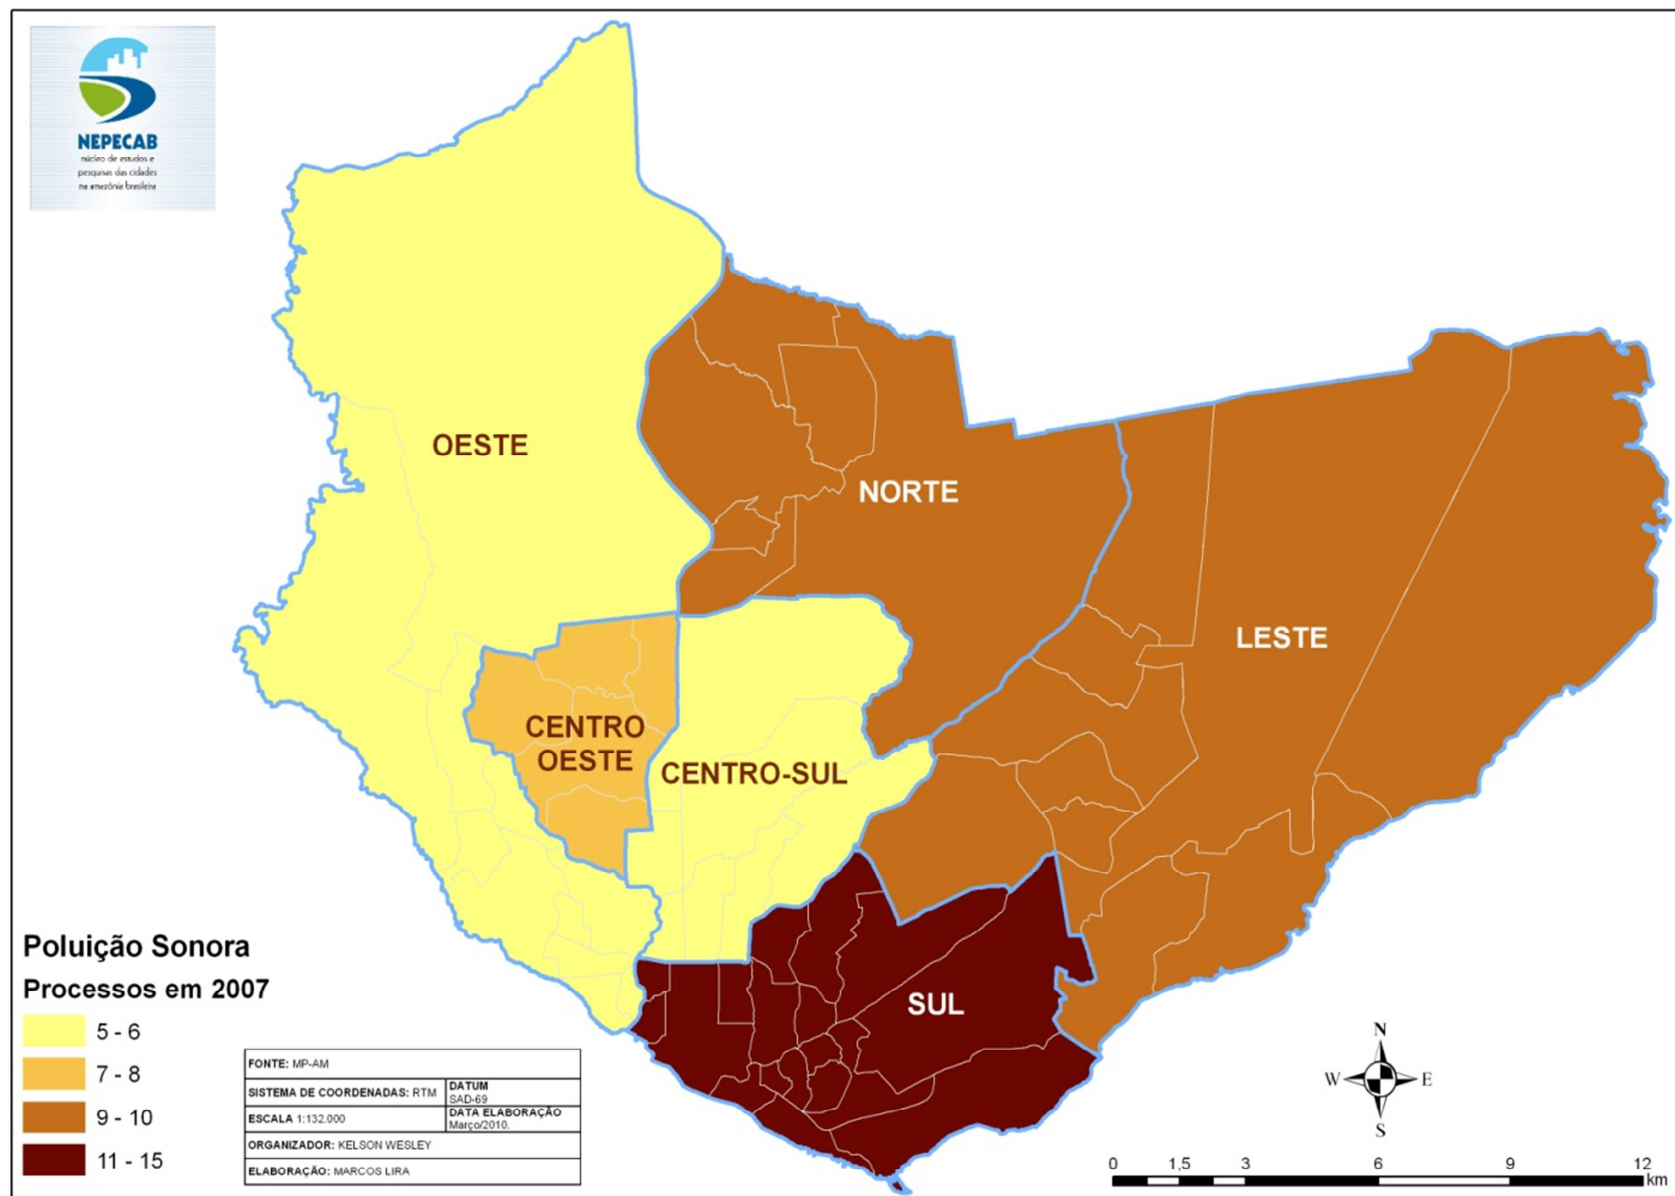 NEPECAB
núcleo de estudos e
pesquisas das cidades
na amazônia brasileira
OESTE
NORTE
LESTE
CENTRO
OESTE
CENTRO-SUL
SUL
Poluição Sonora
Processos em 2007
5 - 6
7 - 8
9 - 10
11 - 15
FONTE: MP-AM
SISTEMA DE COORDENADAS: RTM
DATUM
SAD-69
ESCALA 1:132.000
DATA ELABORAÇÃO
Março/2010.
ORGANIZADOR: KELSON WESLEY
ELABORAÇÃO: MARCOS LIRA
N
W E
S
0 1,5 3 6 9 12
km